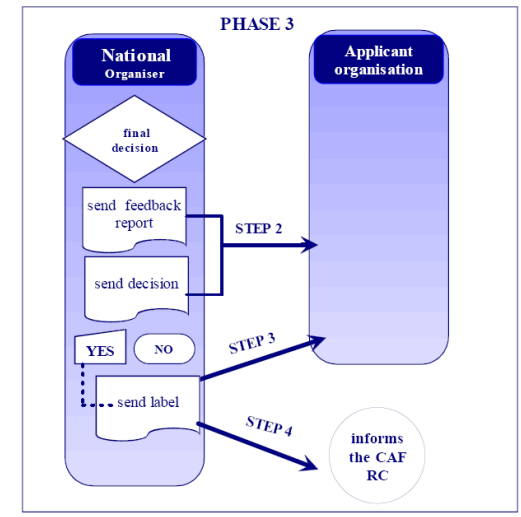 PHASE 3
National
Organiser
Applicant
organisation
final
decision
send feedback
report
STEP 2
send decision
YES
NO
STEP 3
send label
STEP 4
informs
the CAF
RC